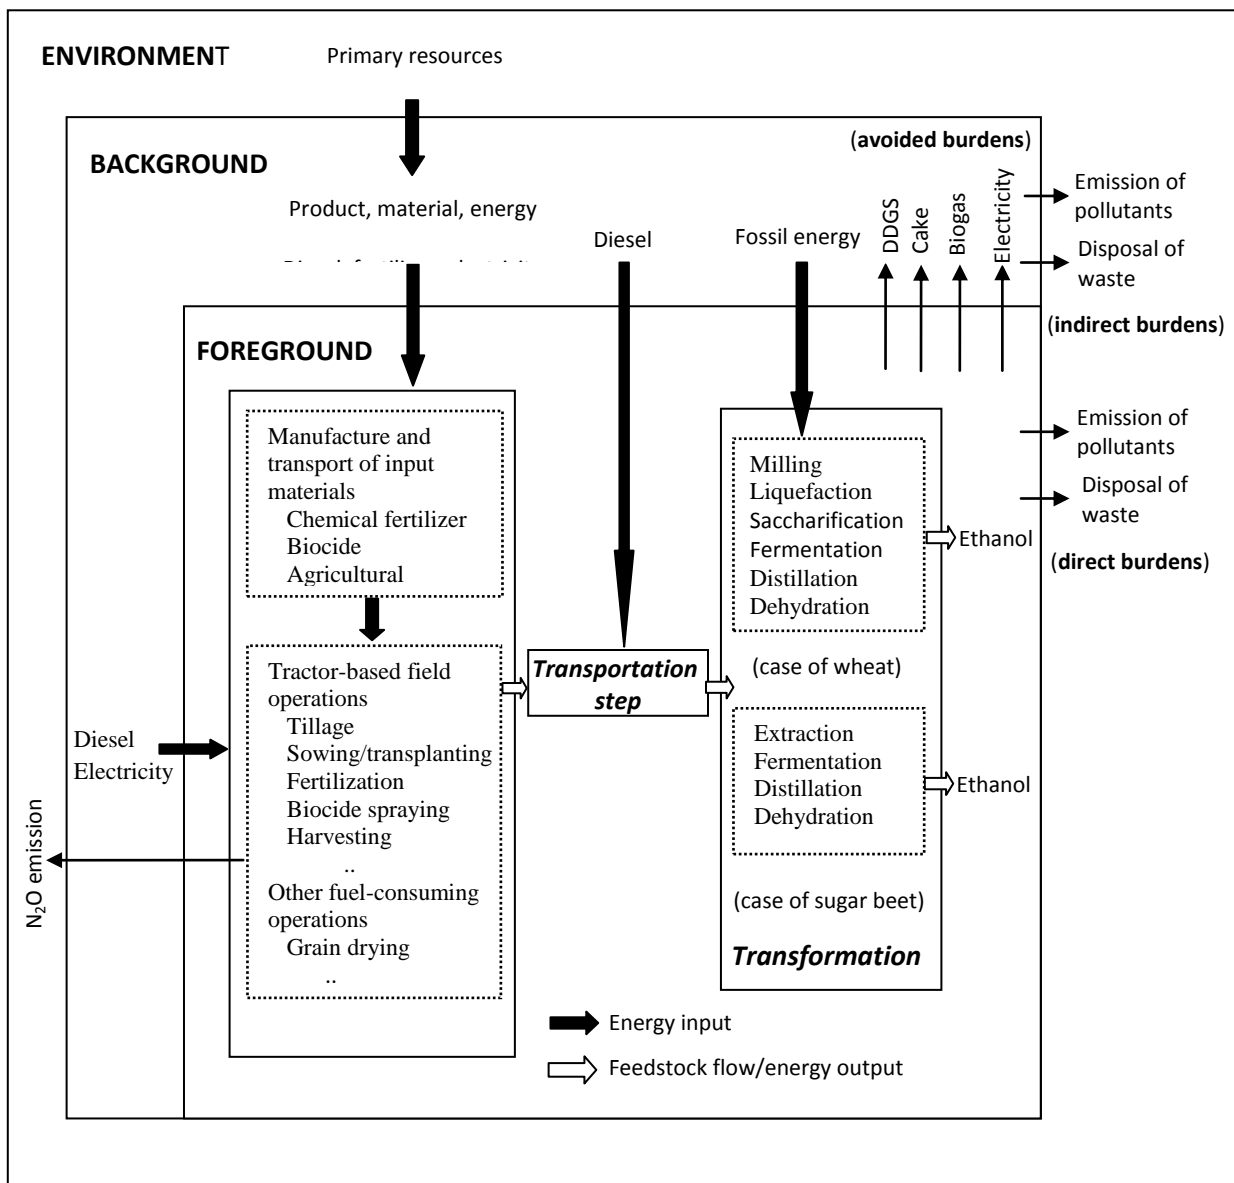 ENVIRONMENT
Primary resources
BACKGROUND
(avoided burdens)
Product, material, energy
Diesel
Fossil energy
DDGS
Cake
Biogas
Electricity
Emission of
pollutants
Disposal of
waste
(indirect burdens)
FOREGROUND
Manufacture and
transport of input
materials
Chemical fertilizer
Biocide
Agricultural
Tractor-based field
operations
Tillage
Sowing/transplanting
Fertilization
Biocide spraying
Harvesting
..
Other fuel-consuming
operations
Grain drying
..
Diesel
Electricity
N₂O emission
Transportation
step
Milling
Liquefaction
Saccharification
Fermentation
Distillation
Dehydration
(case of wheat)
Extraction
Fermentation
Distillation
Dehydration
(case of sugar beet)
Transformation
Ethanol
Ethanol
Emission of
pollutants
Disposal of
waste
(direct burdens)
Energy input
Feedstock flow/energy output